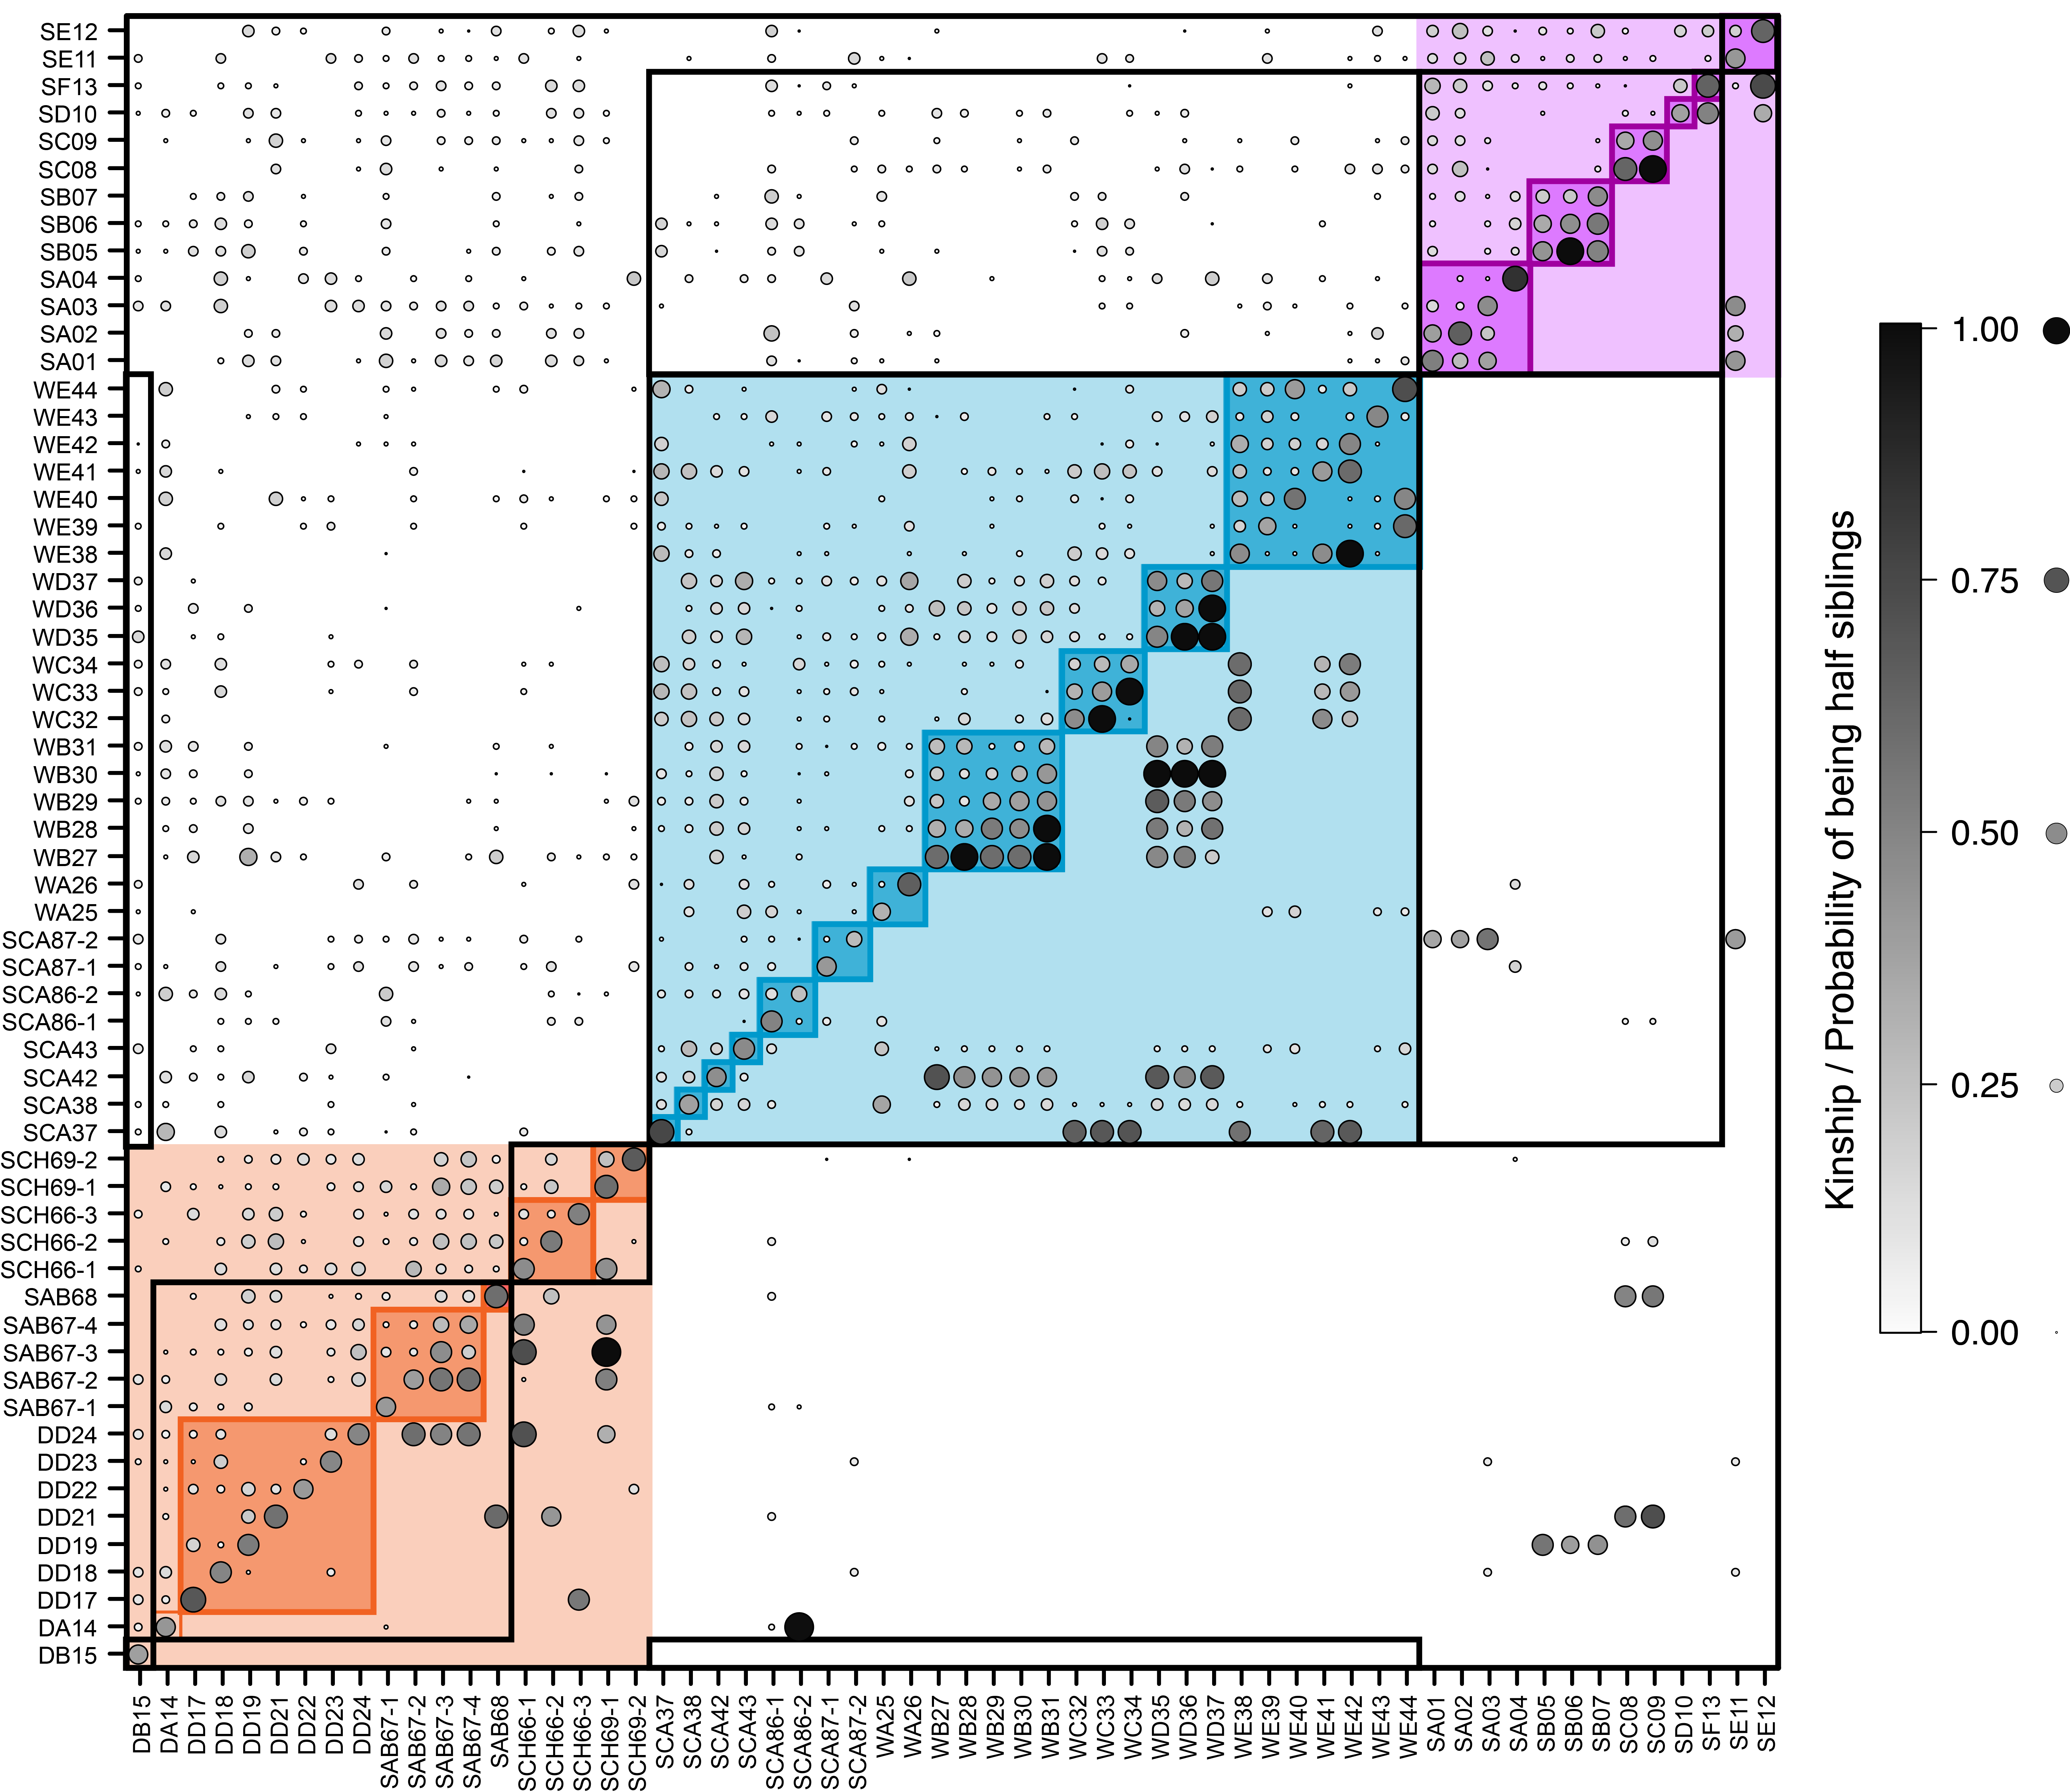 SE12
SE11
SF13
SD10
SC09
SC08
SB07
SB06
SB05
SA04
SA03
SA02
SA01
WE44
WE43
WE42
WE41
WE40
WE39
WE38
WD37
WD36
WD35
WC34
WC33
WC32
WB31
WB30
WB29
WB28
WB27
WA26
WA25
SCA87-2
SCA87-1
SCA86-2
SCA86-1
SCA43
SCA42
SCA38
SCA37
SCH69-2
SCH69-1
SCH66-3
SCH66-2
SCH66-1
SAB68
SAB67-4
SAB67-3
SAB67-2
SAB67-1
DD24
DD23
DD22
DD21
DD19
DD18
DD17
DA14
DB15
DB15
DA14
DD17
DD18
DD19
DD21
DD22
DD23
DD24
SAB67-1
SAB67-2
SAB67-3
SAB67-4
SAB68
SCH66-1
SCH66-2
SCH66-3
SCH69-1
SCH69-2
SCA37
SCA38
SCA42
SCA43
SCA86-1
SCA86-2
SCA87-1
SCA87-2
WA25
WA26
WB27
WB28
WB29
WB30
WB31
WC32
WC33
WC34
WD35
WD36
WD37
WE38
WE39
WE40
WE41
WE42
WE43
WE44
SA01
SA02
SA03
SA04
SB05
SB06
SB07
SC08
SC09
SD10
SF13
SE11
SE12
Kinship / Probability of being half siblings
1.00
0.75
0.50
0.25
0.00